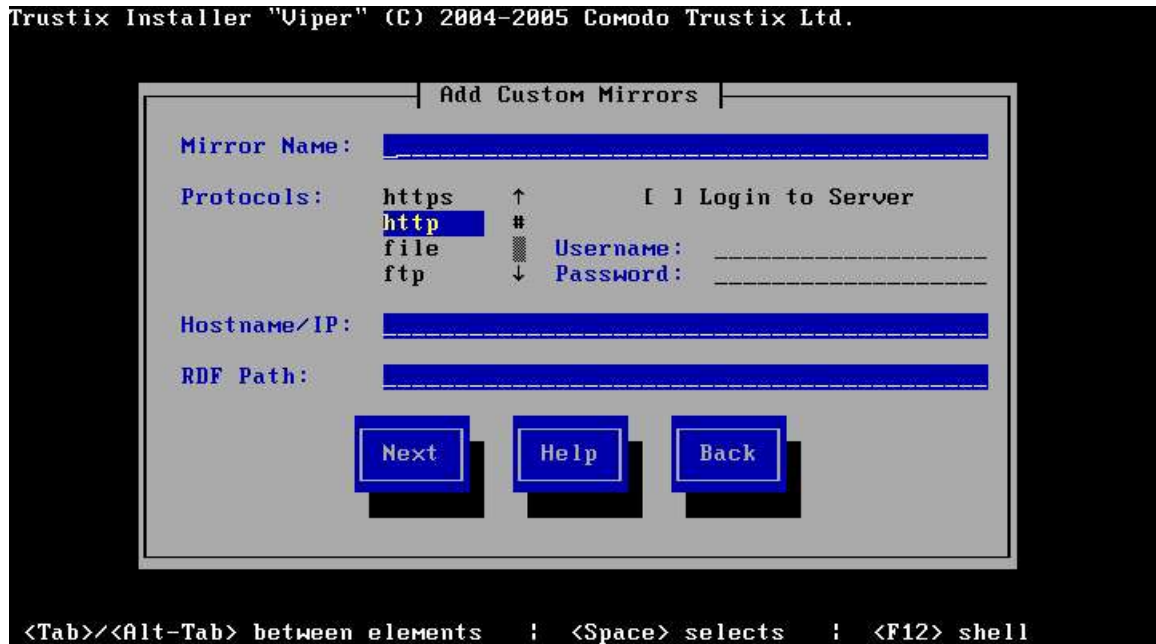 Trustix Installer "Viper" (C) 2004-2005 Comodo Trustix Ltd.
Add Custom Mirrors
Mirror Name:
Protocols: https ↑ [ ] Login to Server
http #
file Username:
ftp ↓ Password:
Hostname/IP:
RDF Path:
Next Help Back
<Tab>/<Alt-Tab> between elements ¦ <Space> selects ¦ <F12> shell